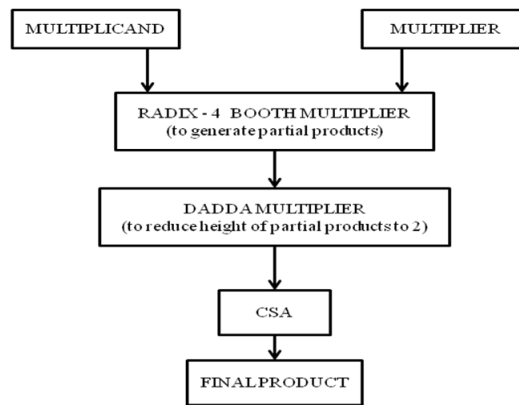 MULTIPLICAND
MULTIPLIER
RADIX - 4 BOOTH MULTIPLIER
(to generate partial products)
DADDA MULTIPLIER
(to reduce height of partial products to 2)
CSA
FINAL PRODUCT